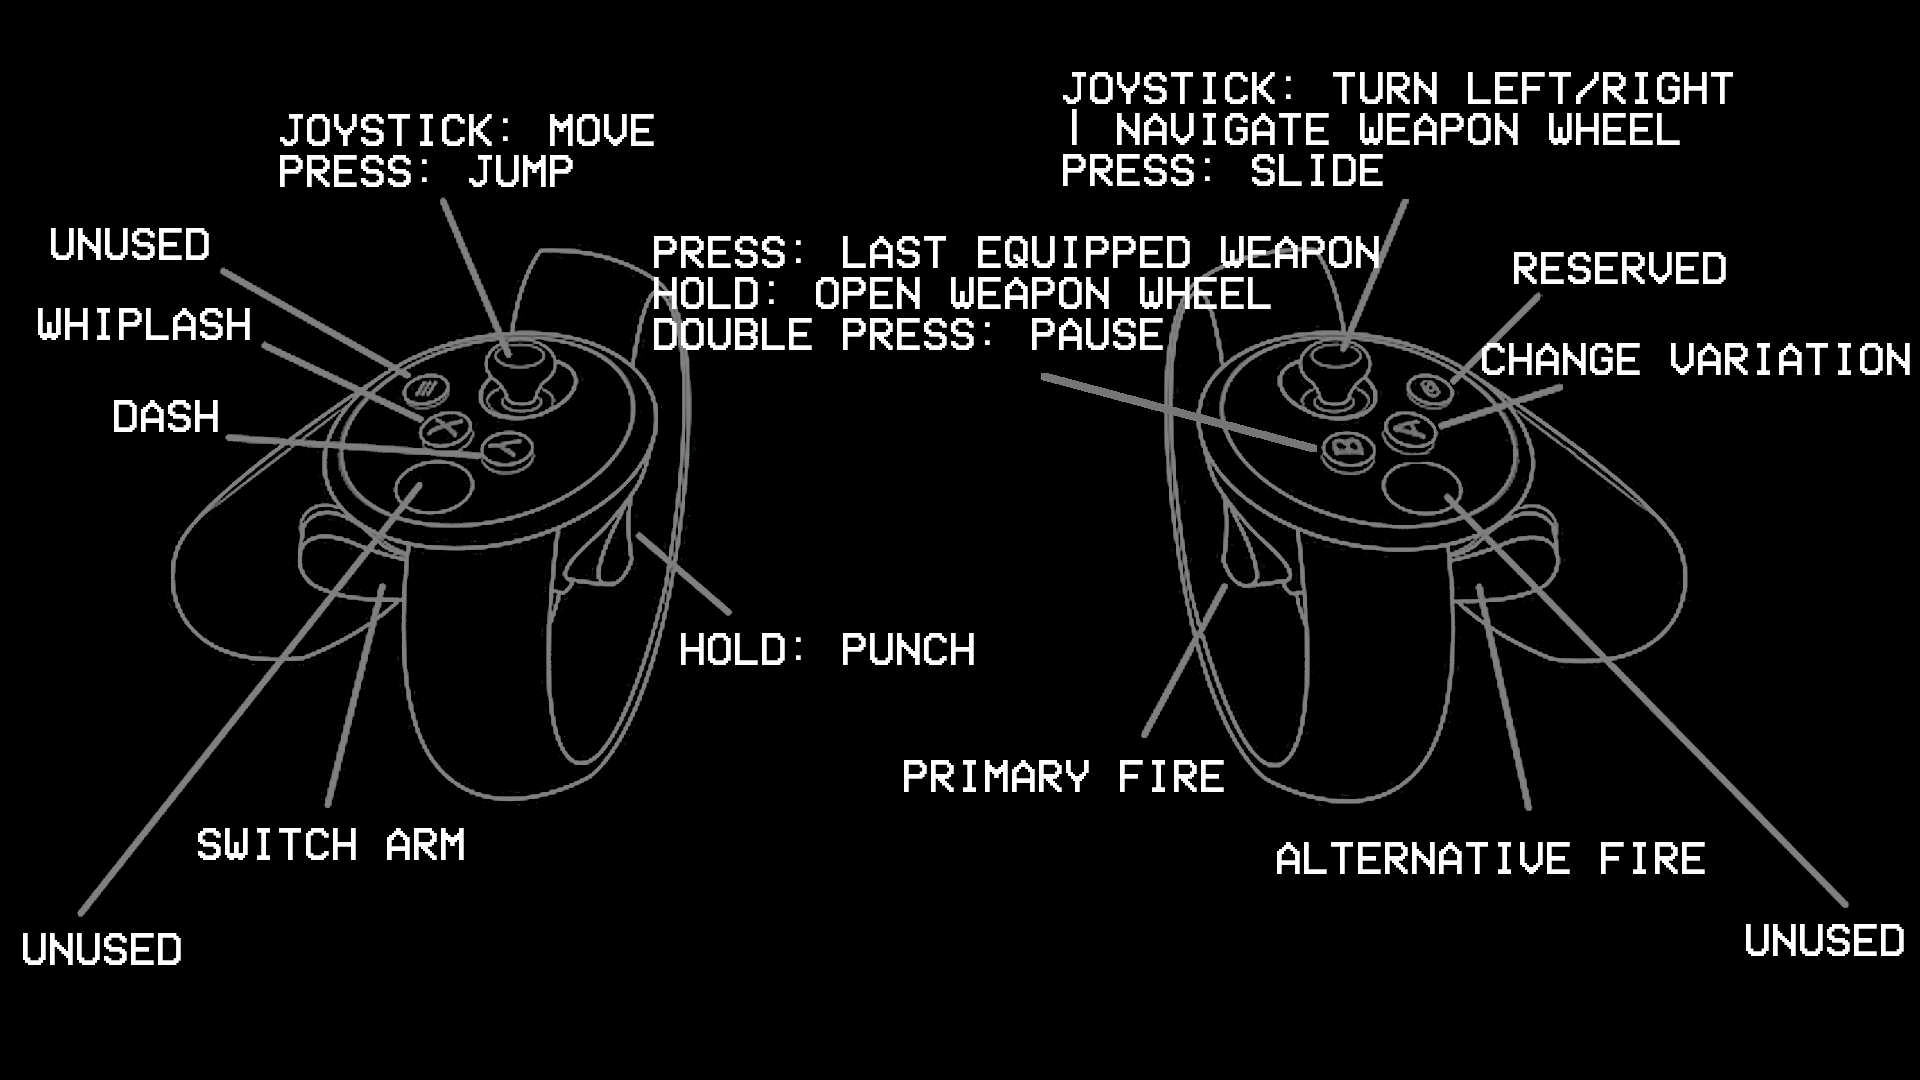 JOYSTICK: MOVE
PRESS: JUMP
UNUSED
WHIPLASH
DASH
HOLD: PUNCH
SWITCH ARM
UNUSED
JOYSTICK: TURN LEFT/RIGHT
| NAVIGATE WEAPON WHEEL
PRESS: SLIDE
PRESS: LAST EQUIPPED WEAPON
HOLD: OPEN WEAPON WHEEL
DOUBLE PRESS: PAUSE
RESERVED
CHANGE VARIATION
X
Y
A
B
PRIMARY FIRE
ALTERNATIVE FIRE
UNUSED